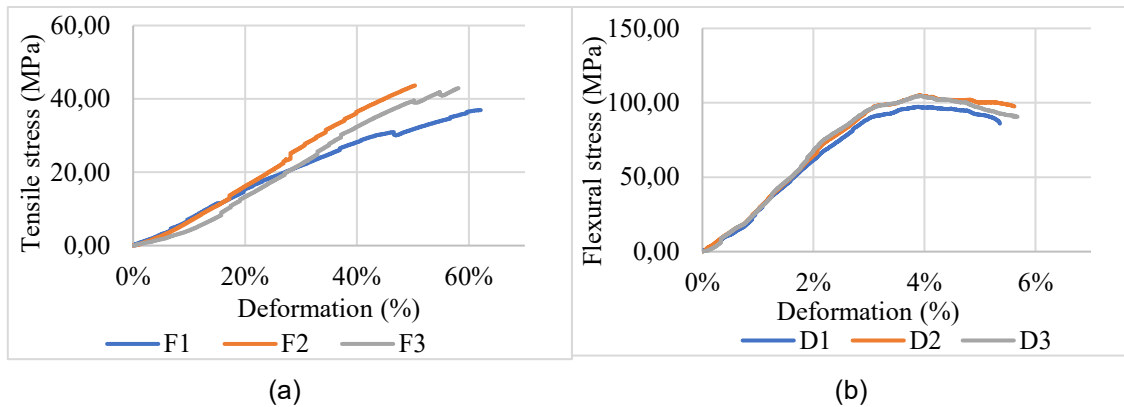 Tensile stress (MPa)
60,00
40,00
20,00
0,00
0% 20% 40% 60%
Deformation (%)
F1 F2 F3
(a)
Flexural stress (MPa)
150,00
100,00
50,00
0,00
0% 2% 4% 6%
Deformation (%)
D1 D2 D3
(b)